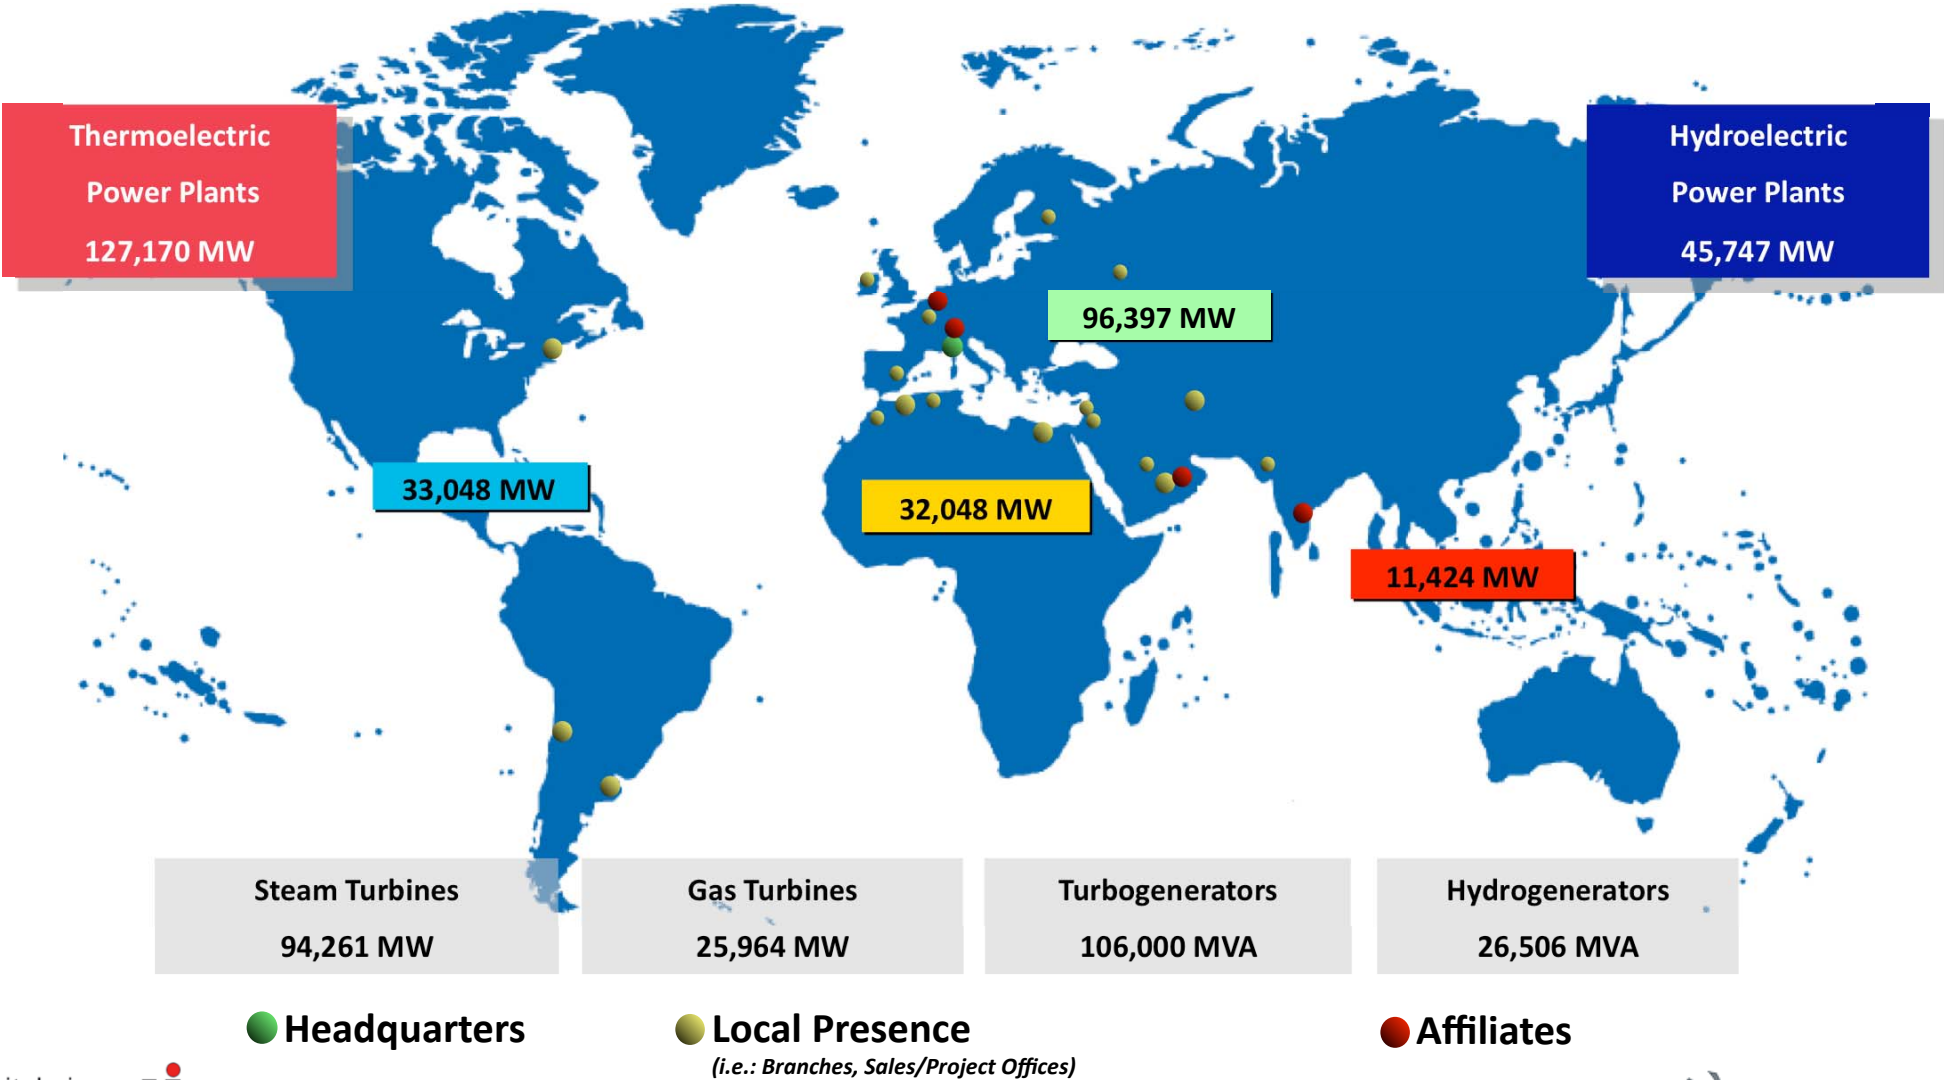 Thermoelectric
Power Plants
127,170 MW
Hydroelectric
Power Plants
45,747 MW
96,397 MW
33,048 MW
32,048 MW
11,424 MW
Steam Turbines
94,261 MW
Gas Turbines
25,964 MW
Turbogenerators
106,000 MVA
Hydrogenerators
26,506 MVA
Headquarters
Local Presence
(i.e.: Branches, Sales/Project Offices)
Affiliates